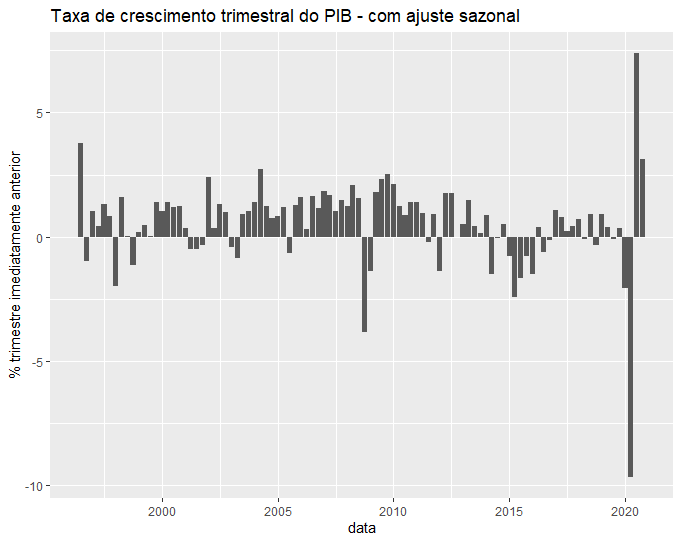 Taxa de crescimento trimestral do PIB - com ajuste sazonal
% trimestre imediatamente anterior
5
0
-5
-10
2000 2005 2010 2015 2020
data